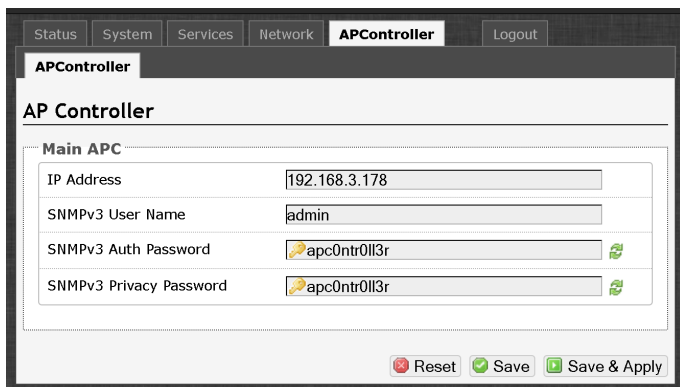 Status System Services Network APController Logout
APController
AP Controller
Main APC
IP Address 192.168.3.178
SNMPv3 User Name admin
SNMPv3 Auth Password apc0ntr0ll3r
SNMPv3 Privacy Password apc0ntr0ll3r
Reset Save Save & Apply